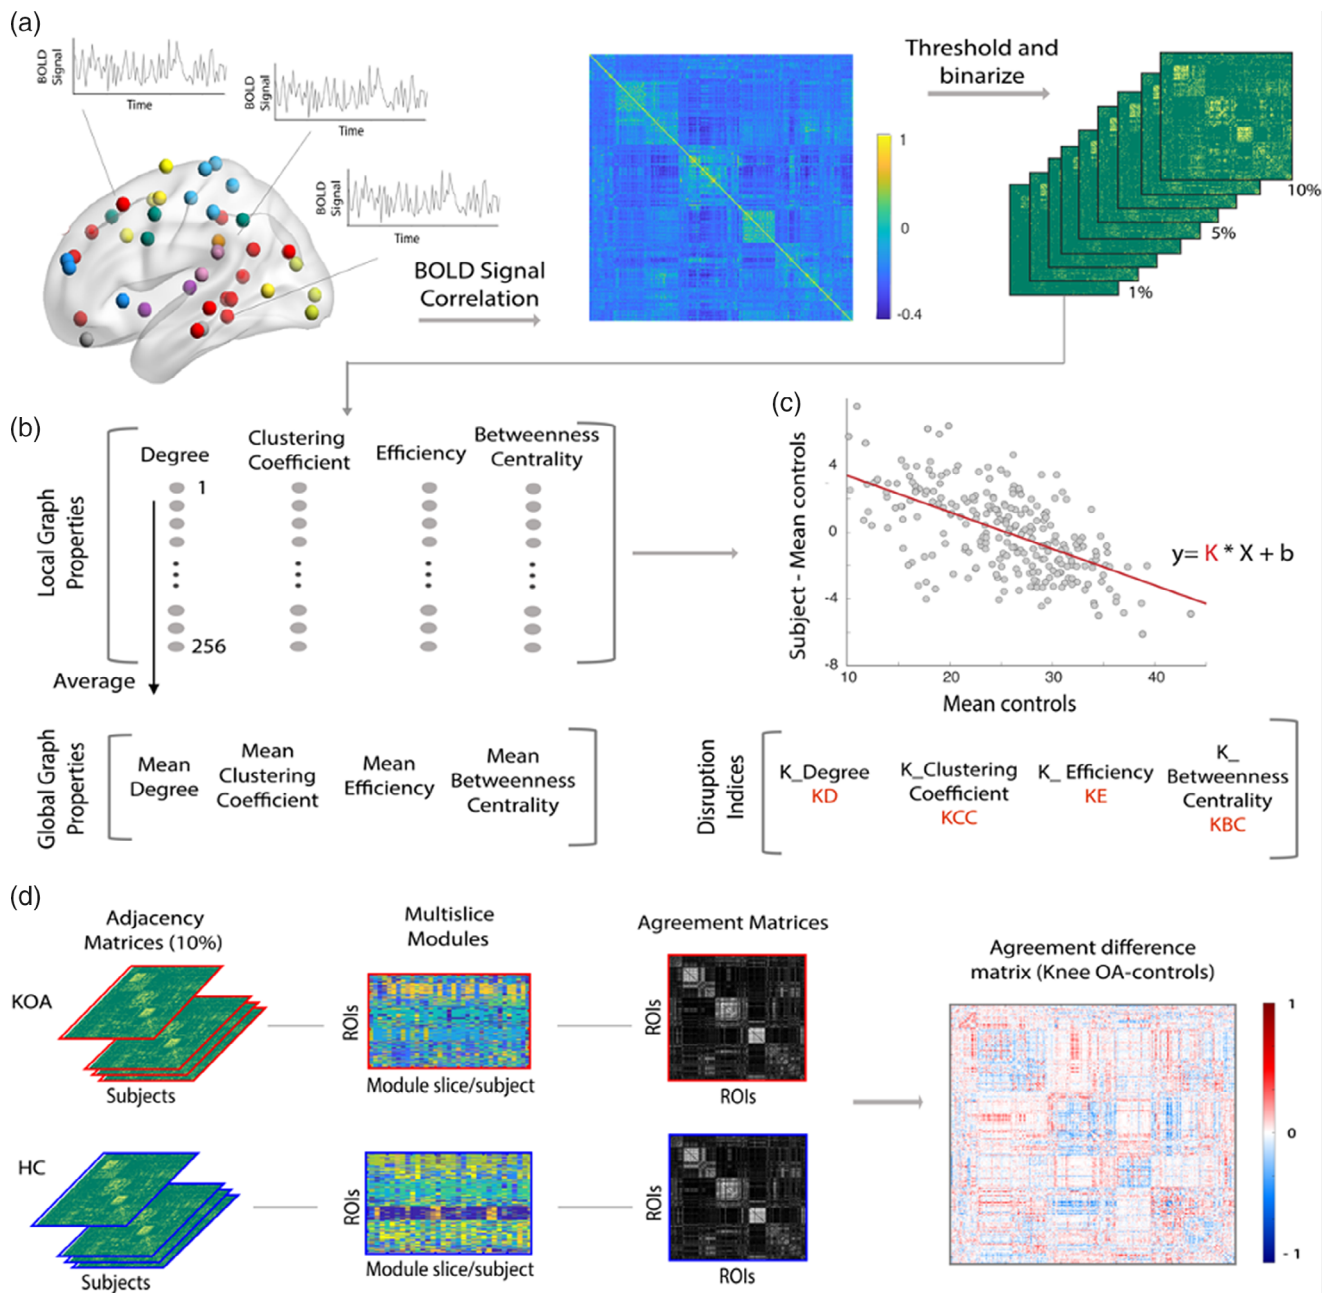 (a)
BOLD
Signal
Time
BOLD
Signal
Time
BOLD
Signal
Time
BOLD Signal
Correlation
1
0
-0.4
Threshold and
binarize
10%
5%
1%
(b)
Local Graph
Properties
Degree
Clustering
Coefficient
Efficiency
Betweenness
Centrality
1
256
Average
Global Graph
Properties
Mean
Degree
Mean
Clustering
Coefficient
Mean
Efficiency
Mean
Betweenness
Centrality
(c)
Subject - Mean controls
4
0
-4
-8
10
20
30
40
Mean controls
y= K * X + b
Disruption
Indices
K_Degree
KD
K_Clustering
Coefficient
KCC
K_ Efficiency
KE
K_
Betweenness
Centrality
KBC
(d)
Adjacency
Matrices (10%)
Multislice
Modules
Agreement Matrices
Agreement difference
matrix (Knee OA-controls)
KOA
Subjects
ROIs
Module slice/subject
ROIs
ROIs
HC
Subjects
ROIs
Module slice/subject
ROIs
ROIs
1
0
- 1